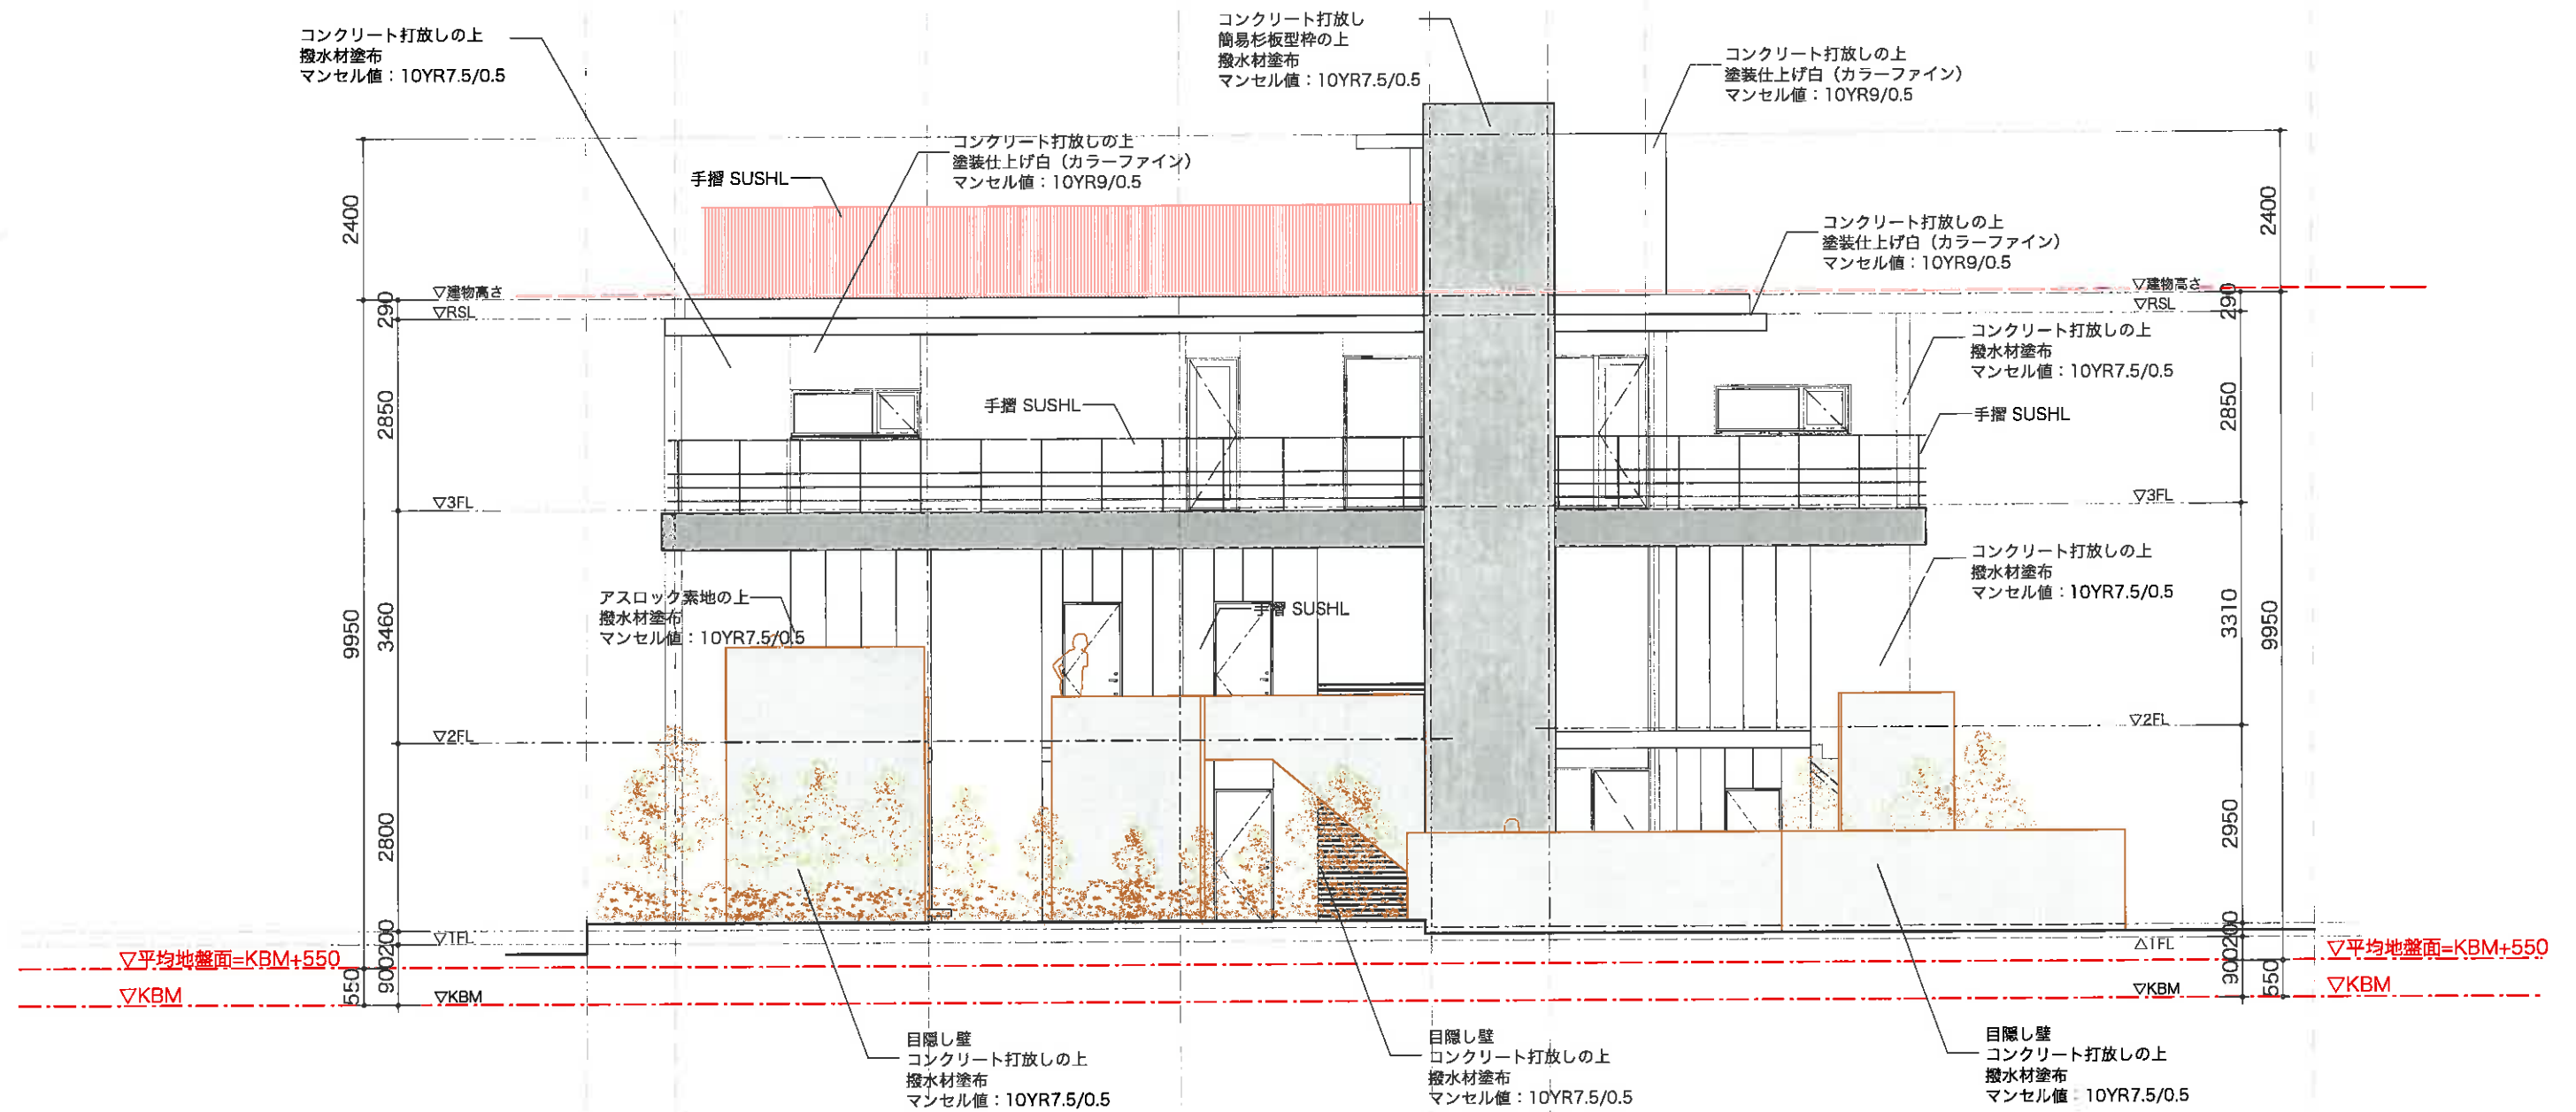 コンクリート打放しの上
撥水材塗布
マンセル値：10YR7.5/0.5
コンクリート打放し
簡易杉板型枠の上
撥水材塗布
マンセル値：10YR7.5/0.5
コンクリート打放しの上
塗装仕上げ白（カラーファイン）
マンセル値：10YR9/0.5
コンクリート打放しの上
塗装仕上げ白（カラーファイン）
マンセル値：10YR9/0.5
手摺 SUSHL
コンクリート打放しの上
塗装仕上げ白（カラーファイン）
マンセル値：10YR9/0.5
2400
2400
▽建物高さ
▽建物高さ
290
▽RSL
290
▽RSL
コンクリート打放しの上
撥水材塗布
マンセル値：10YR7.5/0.5
2850
手摺 SUSHL
2850
手摺 SUSHL
▽3FL
▽3FL
コンクリート打放しの上
撥水材塗布
マンセル値：10YR7.5/0.5
アスロック素地の上
撥水材塗布
マンセル値：10YR7.5/0.5
手摺 SUSHL
9950
3460
3310
9950
▽2FL
▽2FL
2800
2950
▽1FL
△1FL
200
900
550
200
900
550
▽平均地盤面=KBM+550
▽平均地盤面=KBM+550
▽KBM
▽KBM
▽KBM
▽KBM
目隠し壁
コンクリート打放しの上
撥水材塗布
マンセル値：10YR7.5/0.5
目隠し壁
コンクリート打放しの上
撥水材塗布
マンセル値：10YR7.5/0.5
目隠し壁
コンクリート打放しの上
撥水材塗布
マンセル値：10YR7.5/0.5